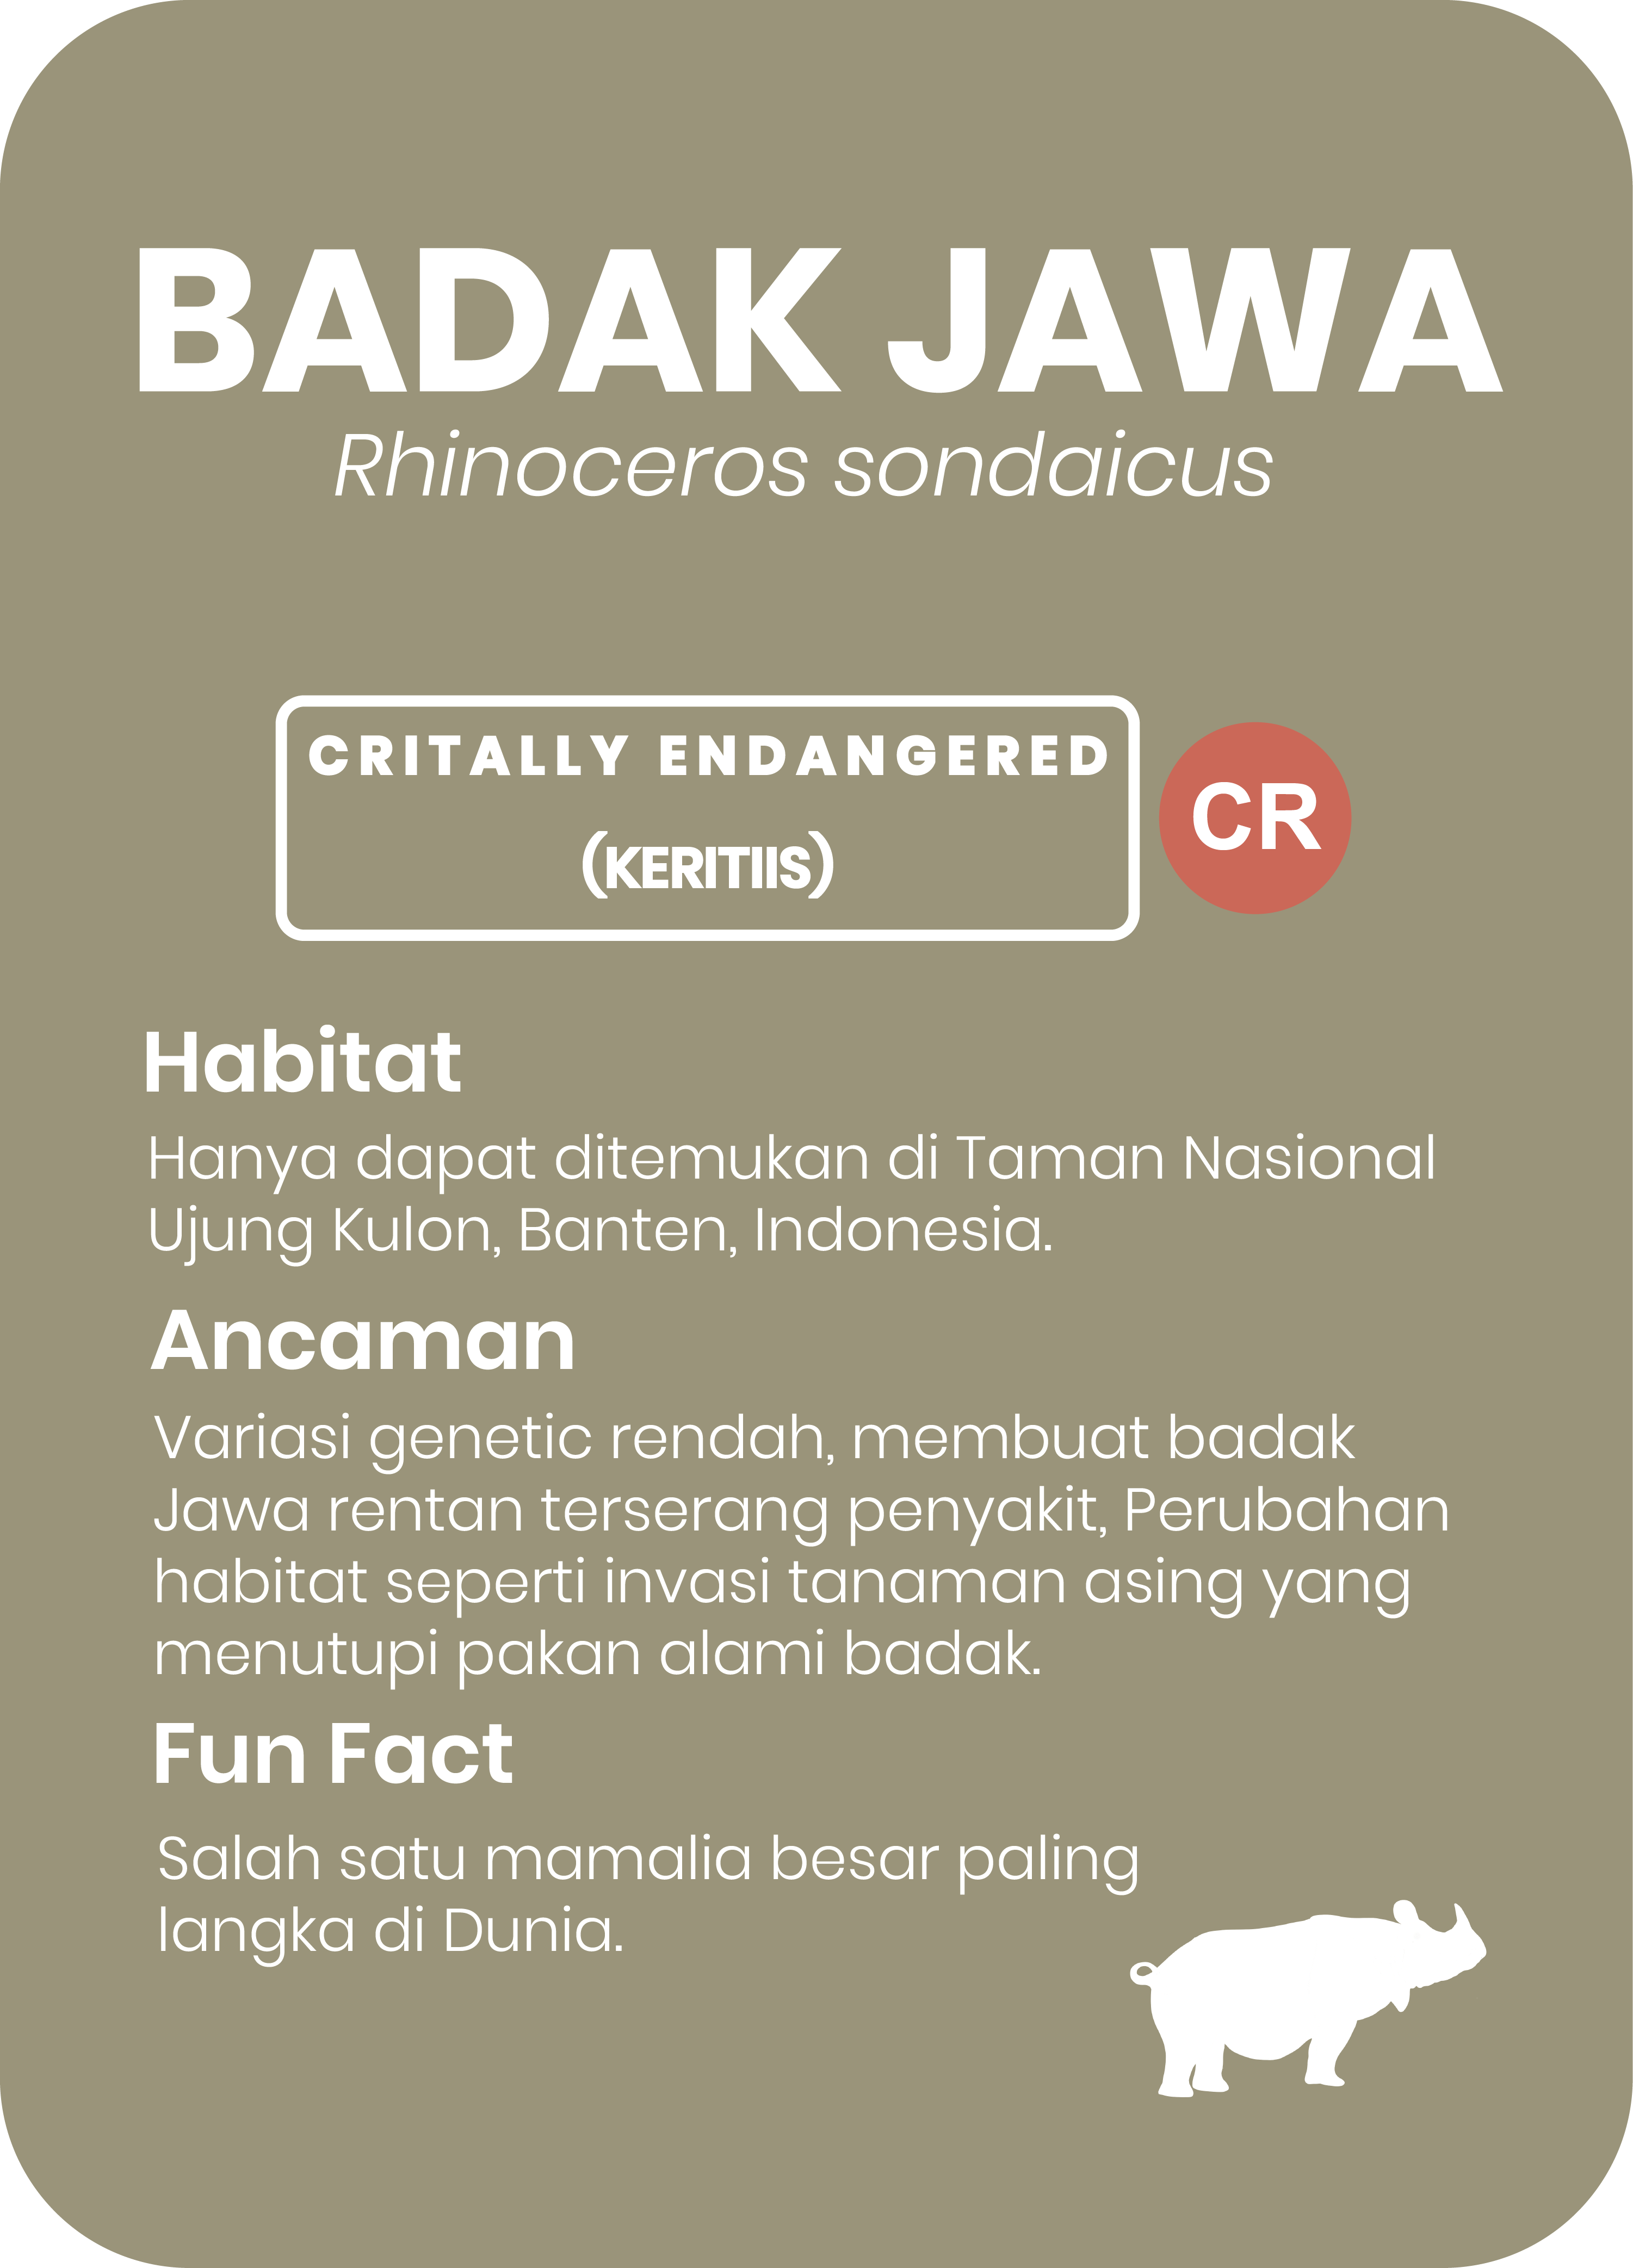 BADAK JAWA
Rhinoceros sondaicus
CRITALLY ENDANGERED
CR
(KERITIIS)
Habitat
Hanya dapat ditemukan di Taman Nasional
Ujung Kulon, Banten, Indonesia.
Ancaman
Variasi genetic rendah, membuat badak
Jawa rentan terserang penyakit, Perubahan
habitat seperti invasi tanaman asing yang
menutupi pakan alami badak.
Fun Fact
Salah satu mamalia besar paling
langka di Dunia.